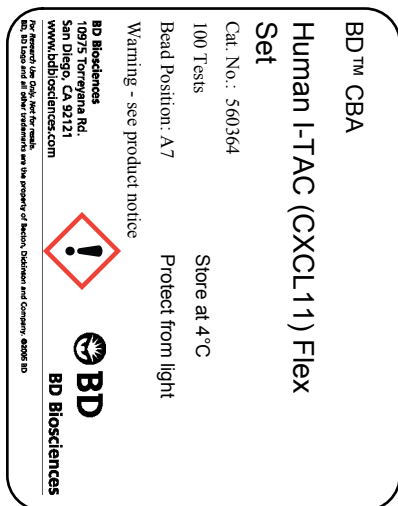 BD™ CBA
Human I-TAC (CXCL11) Flex
Set
Cat. No.: 560364
100 Tests Store at 4°C
Bead Position: A7 Protect from light
Warning - see product notice
BD Biosciences
10975 Torreyana Rd.
San Diego, CA 92121
www.bdbiosciences.com
BD
BD Biosciences
For Research Use Only. Not for resale.
BD, BD Logo and all other trademarks are the property of Becton, Dickinson and Company. ©2005 BD